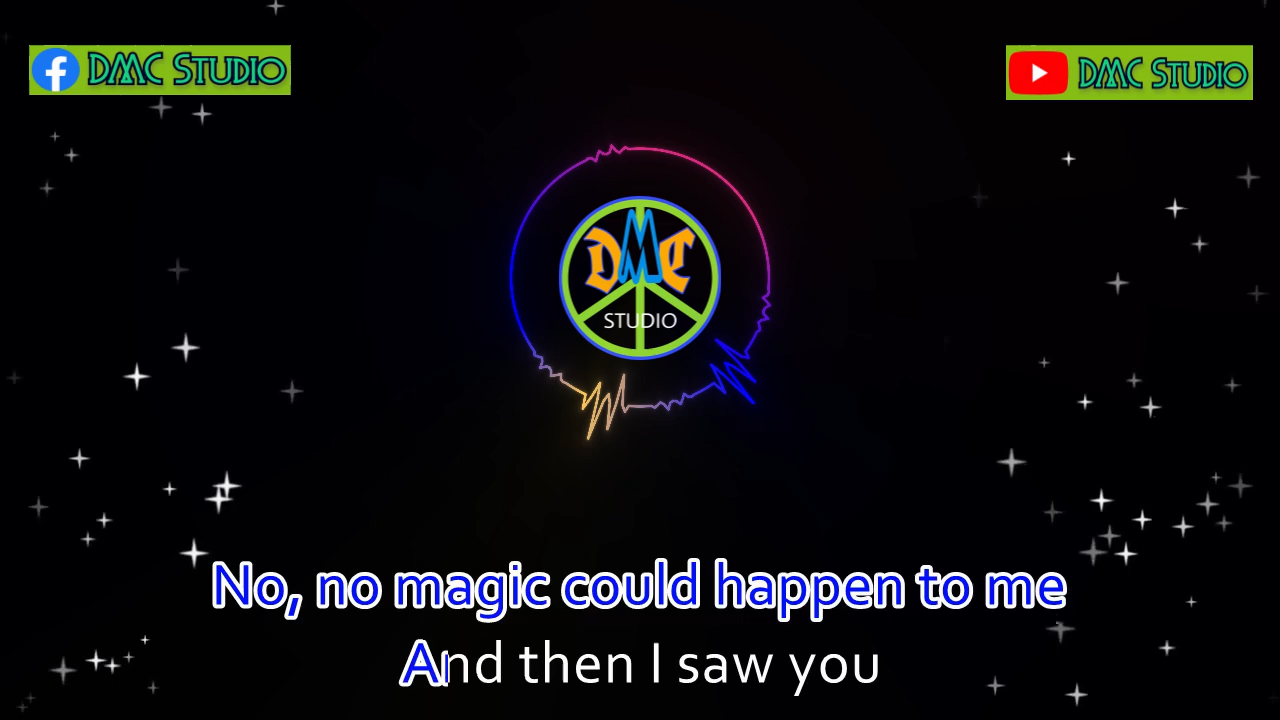 DMC STUDIO
DMC STUDIO
DMC
STUDIO
No, no magic could happen to me
And then I saw you